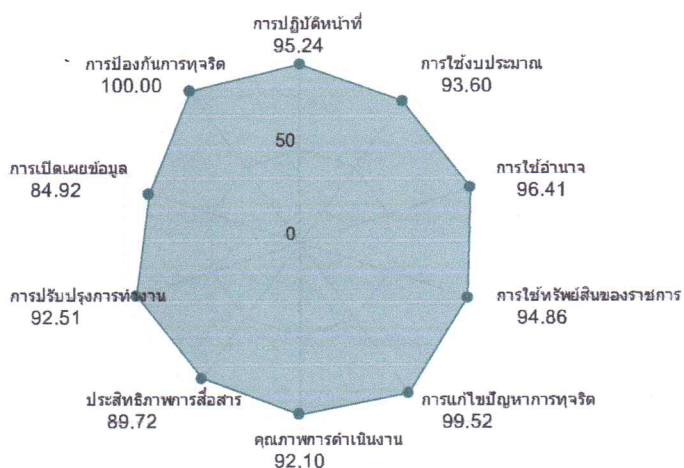 การปฏิบัติหน้าที่
95.24
การป้องกันการทุจริต
100.00
การใช้งบประมาณ
93.60
50
การเปิดเผยข้อมูล
84.92
การใช้อำนาจ
96.41
0
การปรับปรุงการทำงาน
92.51
การใช้ทรัพย์สินของราชการ
94.86
ประสิทธิภาพการสื่อสาร
89.72
การแก้ไขปัญหาการทุจริต
99.52
คุณภาพการดำเนินงาน
92.10